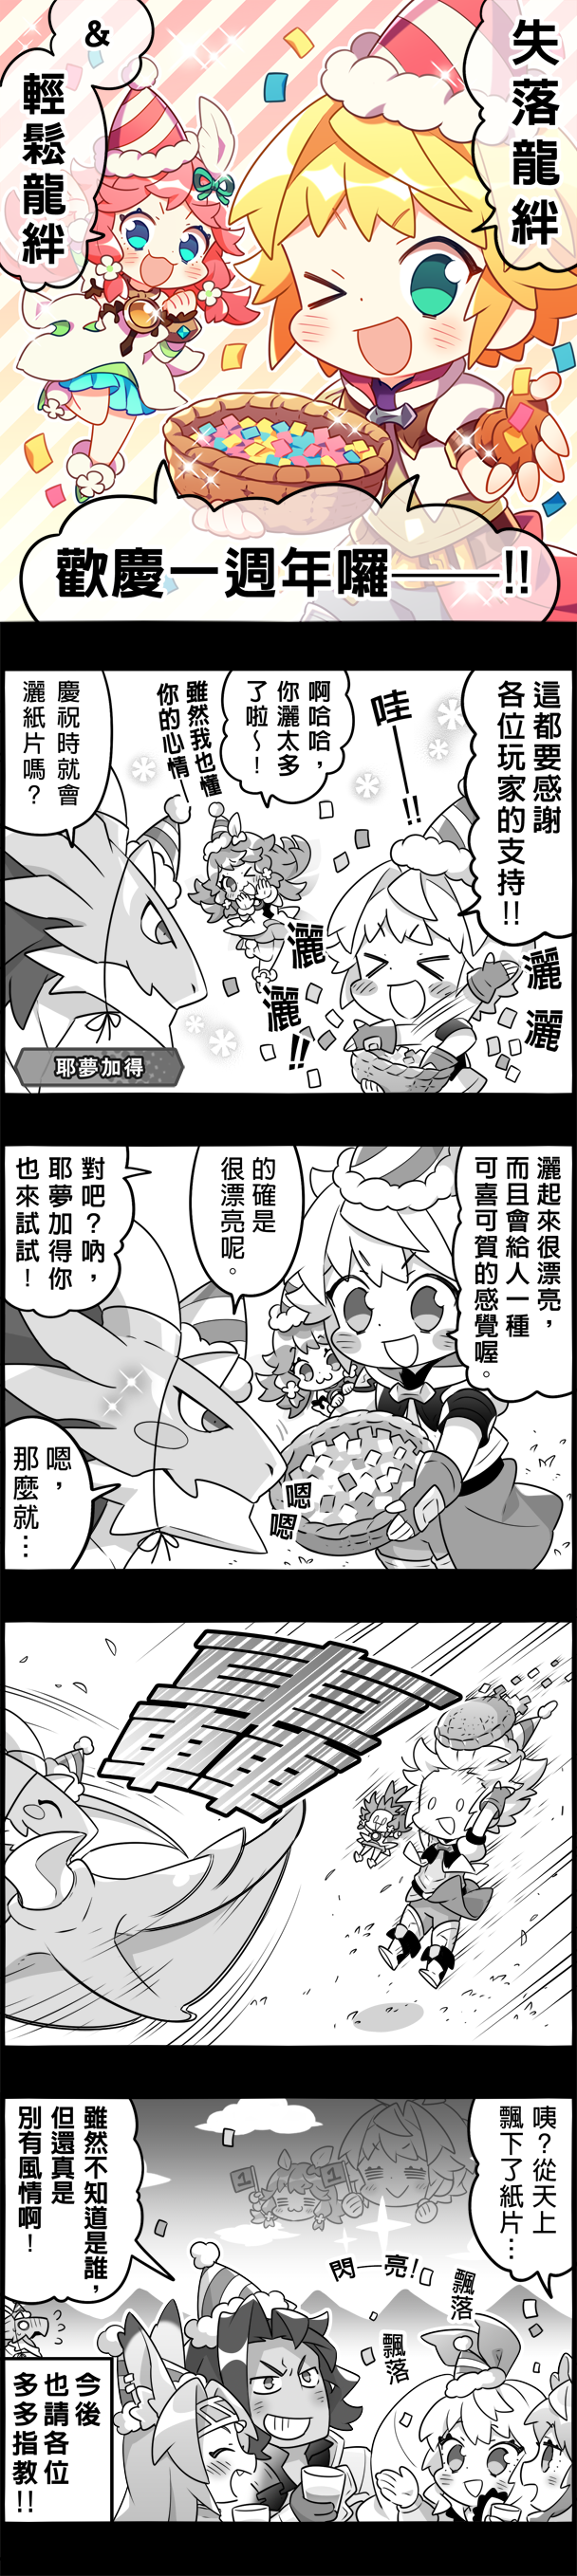 失落龍絆
&
輕鬆龍絆
歡慶一週年囉——!!
這都要感謝
各位玩家的支持!!
哇——!!
灑
灑
灑
灑!!
啊哈哈,
你灑太多
了啦~!
雖然我也懂
你的心情—
慶祝時就會
灑紙片嗎?
耶夢加得
灑起來很漂亮,
而且會給人一種
可喜可賀的感覺喔。
的確是
很漂亮呢。
對吧?吶,
耶夢加得你
也來試試!
嗯嗯
嗯,
那麼就…
咦?從天上
飄下了紙片…
1
1
閃—亮!
飄落
飄落
雖然不知道是誰,
但還真是
別有風情啊!
今後
也請各位
多多指教!!